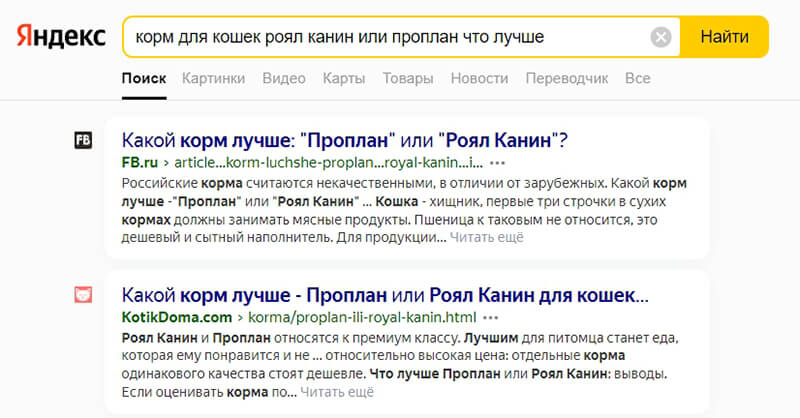 Яндекс
корм для кошек роял канин или проплан что лучше
Найти
Поиск Картинки Видео Карты Товары Новости Переводчик Все
FB
Какой корм лучше: "Проплан" или "Роял Канин"?
FB.ru › article...korm-luchshe-proplan...royal-kanin...i... •••
Российские корма считаются некачественными, в отличии от зарубежных. Какой корм
лучше -"Проплан" или "Роял Канин" ... Кошка - хищник, первые три строчки в сухих
кормах должны занимать мясные продукты. Пшеница к таковым не относится, это
дешевый и сытный наполнитель. Для продукции... Читать ещё
Какой корм лучше - Проплан или Роял Канин для кошек...
KotikDoma.com › korma/proplan-ili-royal-kanin.html •••
Роял Канин и Проплан относятся к премиум классу. Лучшим для питомца станет еда,
которая ему понравится и не ... относительно высокая цена: отдельные корма
одинакового качества стоят дешевле. Что лучше Проплан или Роял Канин: выводы.
Если оценивать корма по... Читать ещё